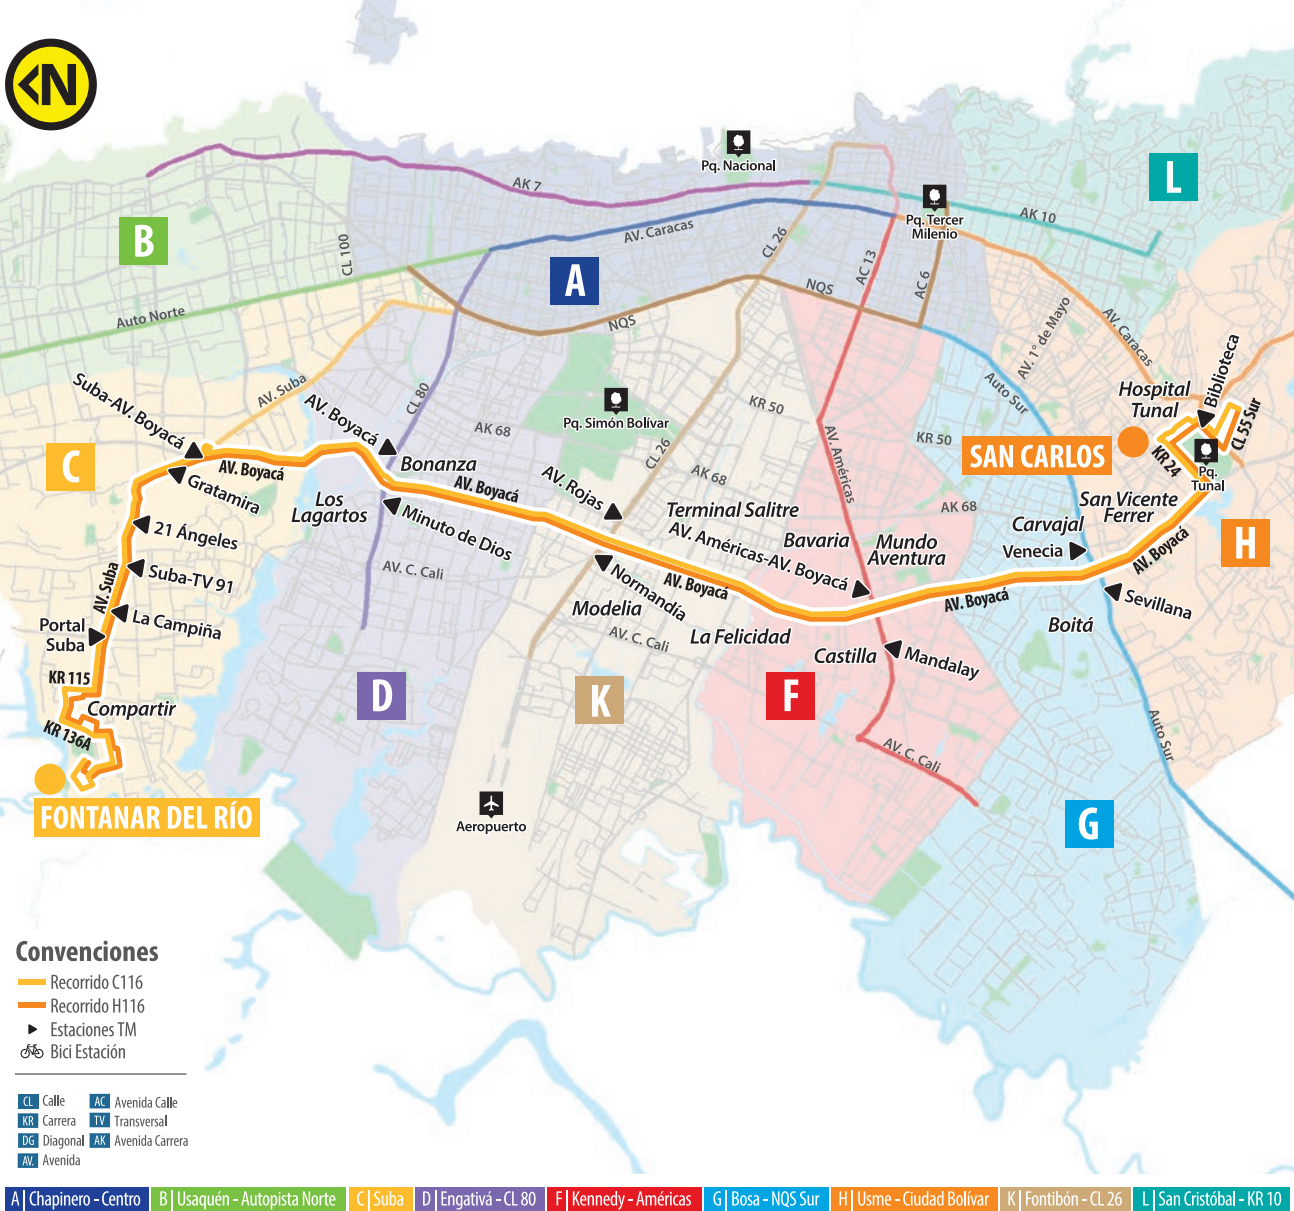 N
Pq. Nacional
L
AK 7
Pq. Tercer
Milenio
AK 10
B
AV. Caracas
CL 26
CL 100
A
AC 13
AC 6
NQS
Auto Norte
NQS
AV. 1° de Mayo
AV. Caracas
Suba-AV. Boyacá
AV. Suba
AV. Boyacá
CL 80
Pq. Simón Bolívar
KR 50
Auto Sur
Hospital
Tunal
Biblioteca
CL 55 Sur
AK 68
CL 26
AV. Américas
KR 50
SAN CARLOS
KR 24
Pq.
Tunal
C
AV. Boyacá
Gratamira
Bonanza
AV. Boyacá
AV. Rojas
AK 68
Los
Lagartos
Minuto de Dios
Terminal Salitre
AV. Américas-AV. Boyacá
Bavaria
Mundo
Aventura
AK 68
San Vicente
Ferrer
Carvajal
Venecia
AV. Boyacá
H
21 Ángeles
Suba-TV 91
AV. Suba
La Campiña
Portal
Suba
AV. C. Cali
Normandía
AV. Boyacá
Modelia
AV. C. Cali
La Felicidad
AV. Boyacá
Sevillana
Boitá
Castilla
Mandalay
KR 115
Compartir
KR 136A
D
K
F
AV. C. Cali
Auto Sur
FONTANAR DEL RÍO
Aeropuerto
G
Convenciones
Recorrido C116
Recorrido H116
Estaciones TM
Bici Estación
CL Calle
AC Avenida Calle
KR Carrera
TV Transversal
DG Diagonal
AK Avenida Carrera
AV. Avenida
A | Chapinero - Centro
B | Usaquén - Autopista Norte
C | Suba
D | Engativá - CL 80
F | Kennedy - Américas
G | Bosa - NQS Sur
H | Usme - Ciudad Bolívar
K | Fontibón - CL 26
L | San Cristóbal - KR 10